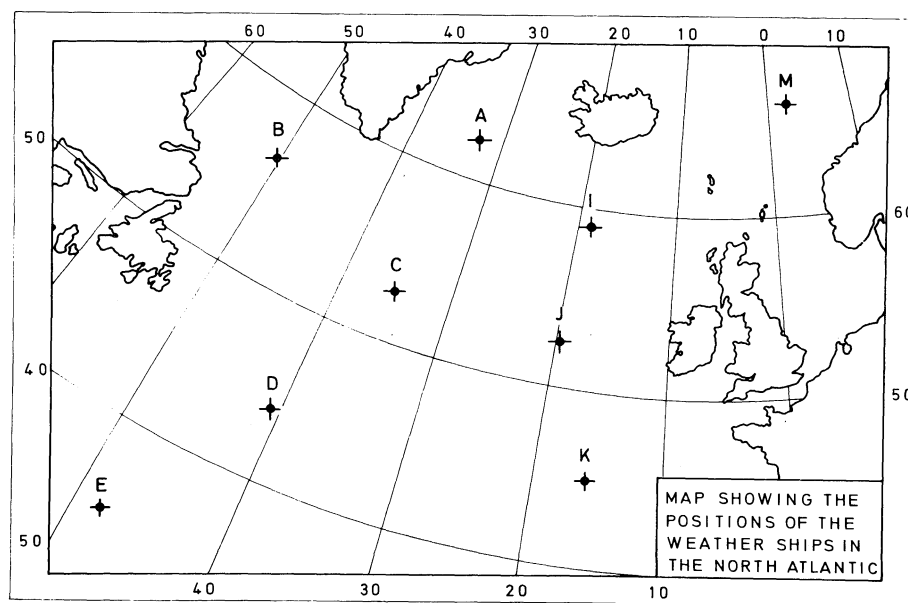 60 50 40 30 20 10 0 10
M
A
B
50
I
60
C
J
40
D
50
K
E
MAP SHOWING THE
POSITIONS OF THE
WEATHER SHIPS IN
THE NORTH ATLANTIC
50
40 30 20 10